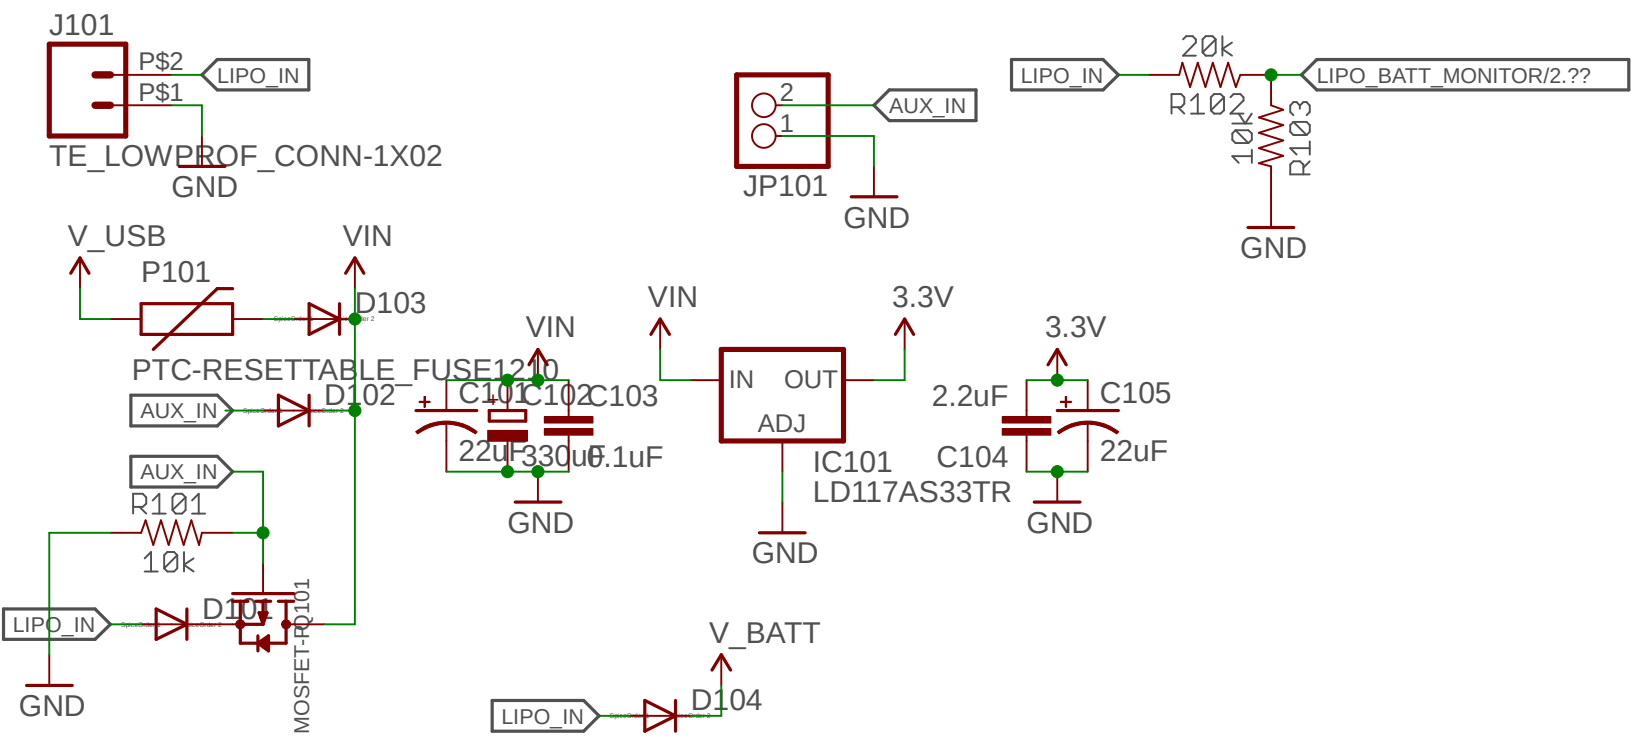 J101
P$2
LIPO_IN
P$1
TE_LOWPROF_CONN-1X02
GND
2
AUX_IN
1
JP101
GND
LIPO_IN
20k
R102
LIPO_BATT_MONITOR/2.??
10k
R103
GND
V_USB
VIN
P101
D103
PTC-RESETTABLE_FUSE1210
AUX_IN
D102
AUX_IN
R101
10k
LIPO_IN
D101
MOSFET-P
Q101
GND
VIN
C101
C102
C103
22uF
330uF
0.1uF
GND
VIN
3.3V
IN
OUT
ADJ
IC101
LD117AS33TR
GND
3.3V
2.2uF
C105
C104
22uF
GND
V_BATT
LIPO_IN
D104